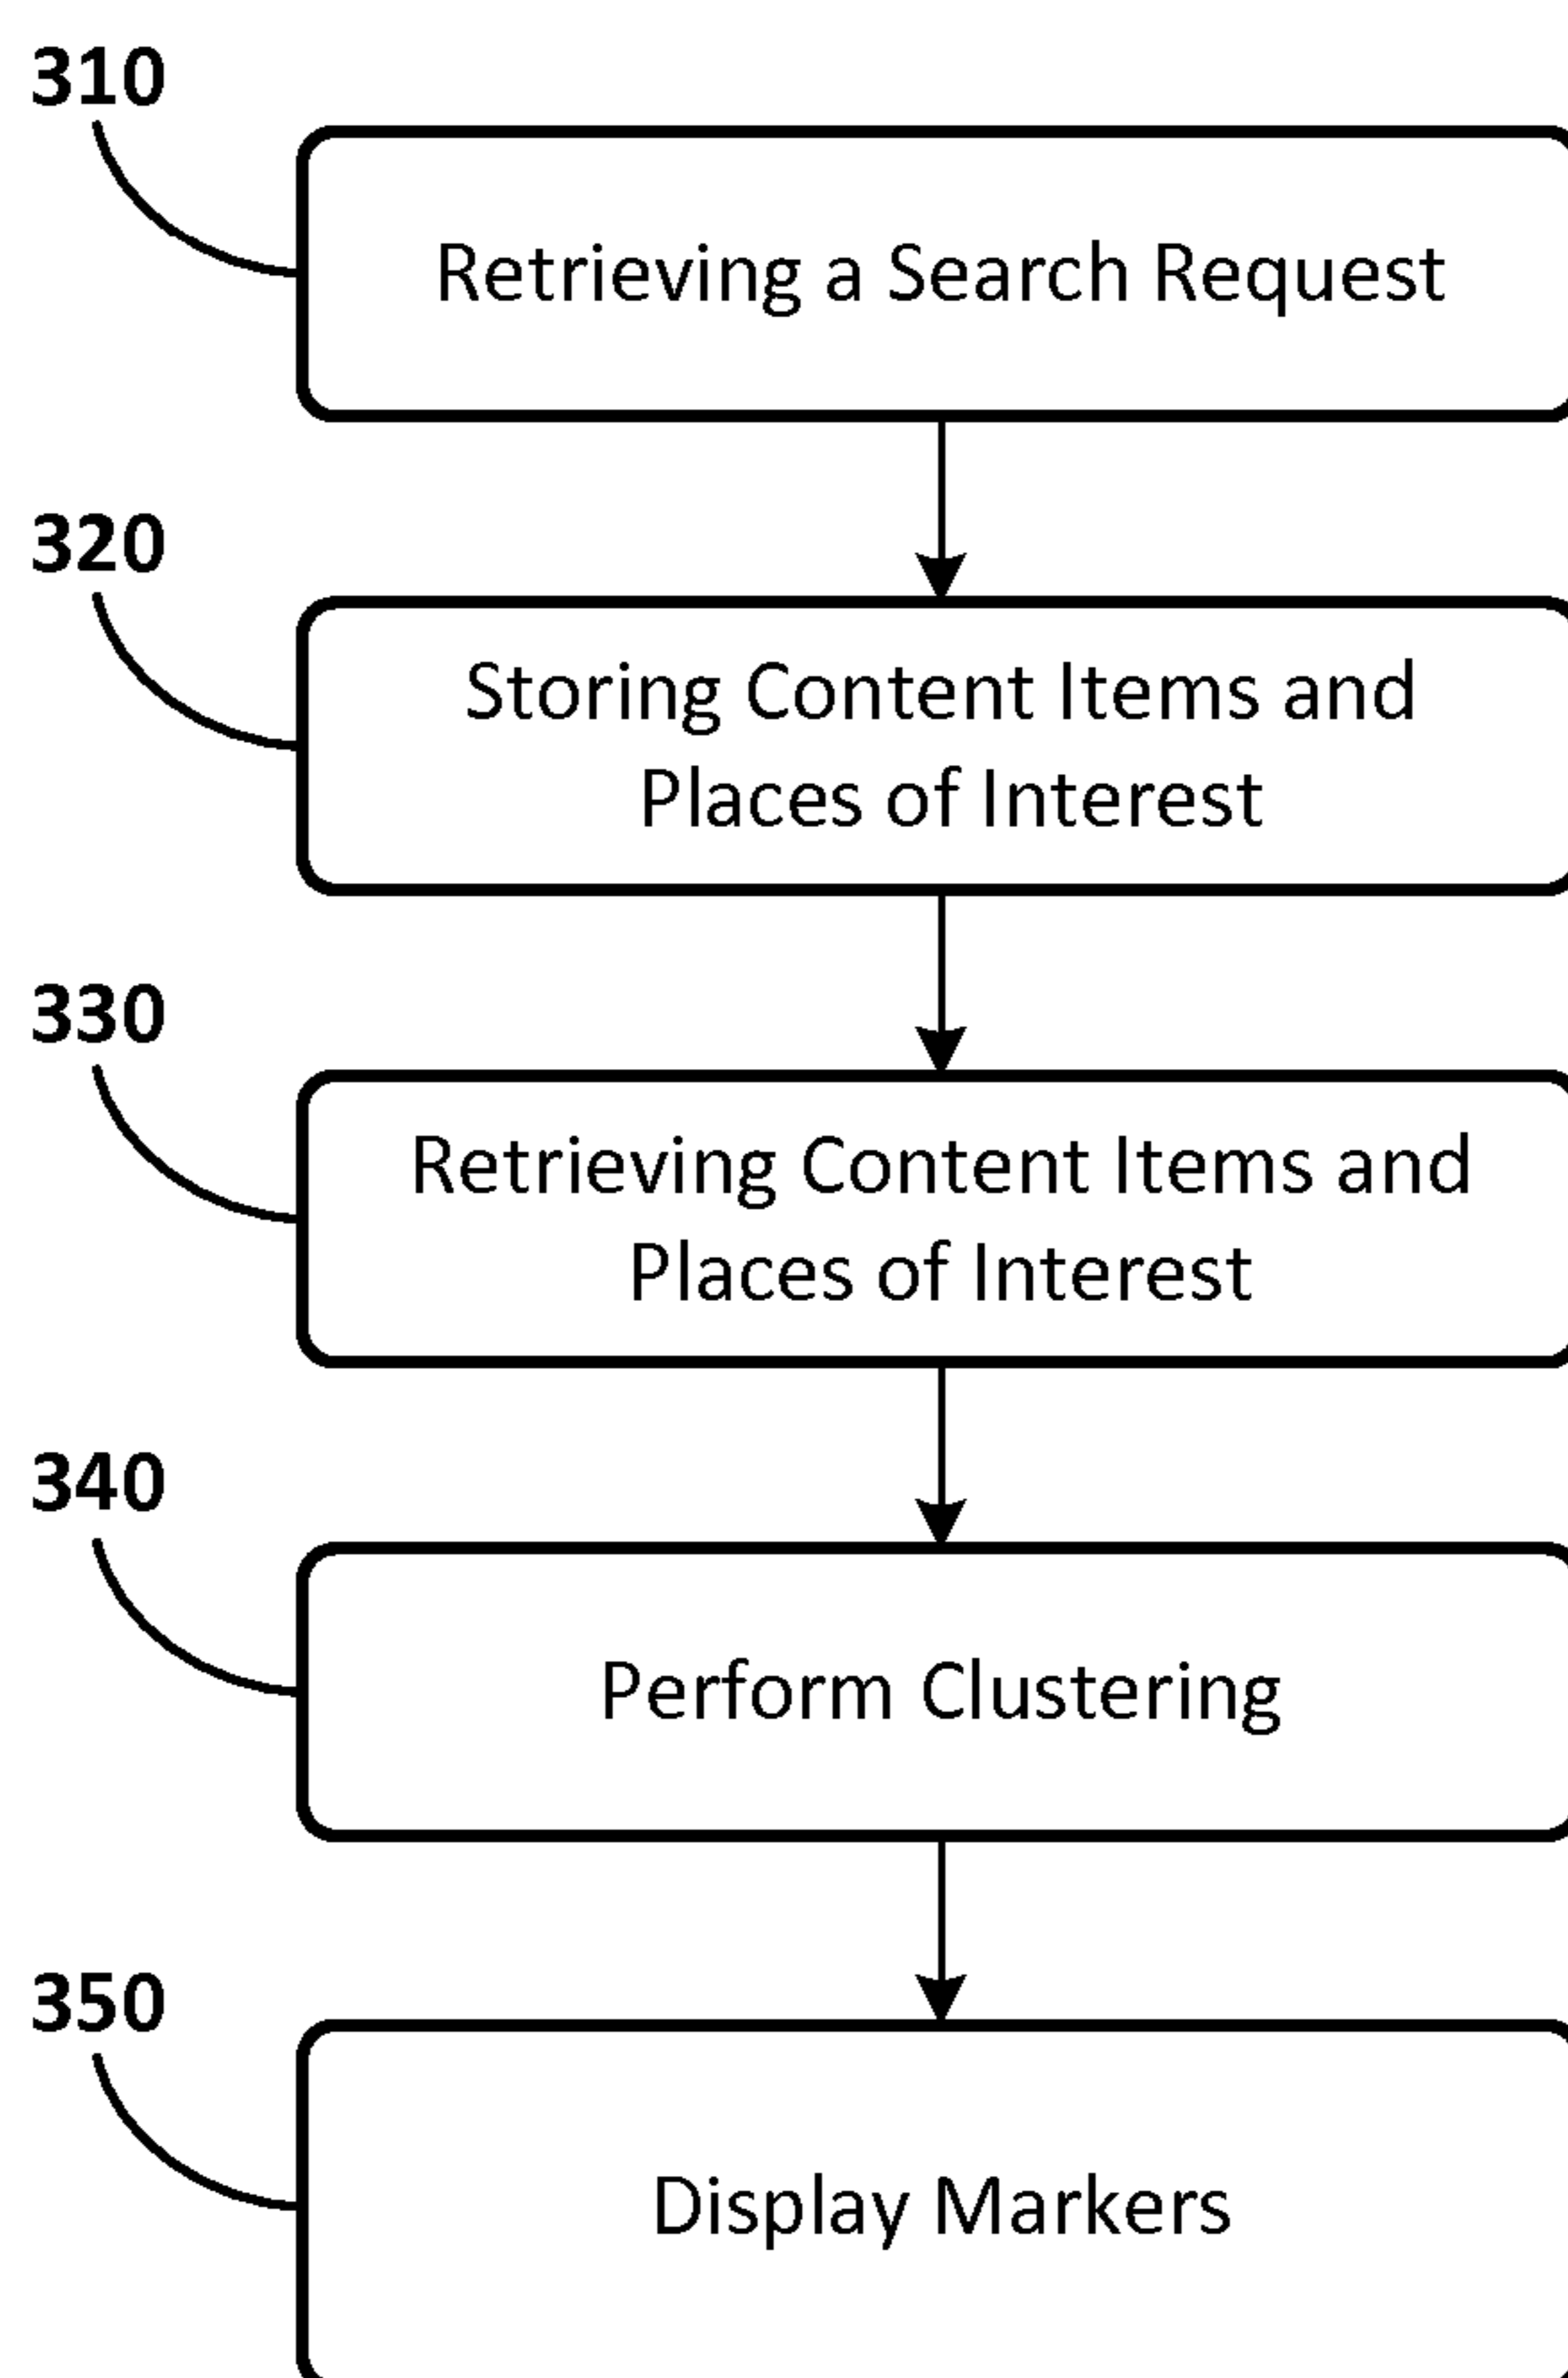 310
Retrieving a Search Request
320
Storing Content Items and
Places of Interest
330
Retrieving Content Items and
Places of Interest
340
Perform Clustering
350
Display Markers